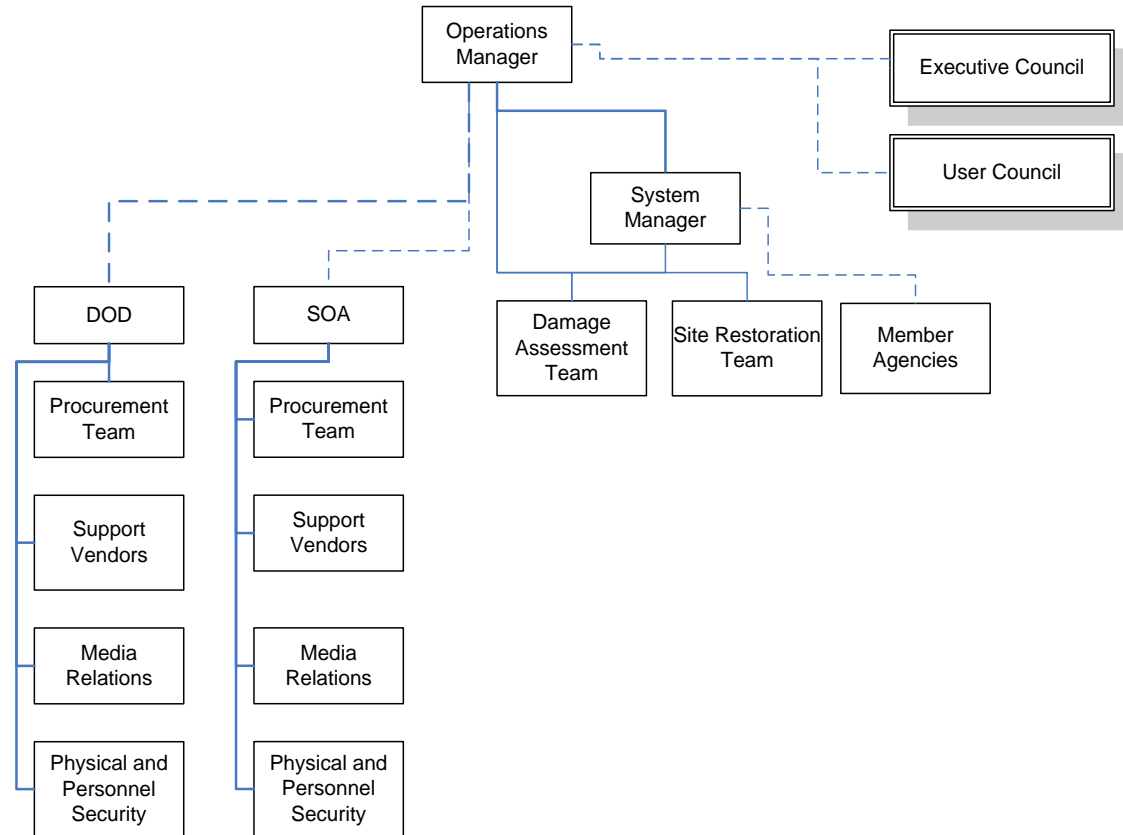 Operations
Manager
Executive Council
User Council
System
Manager
DOD
SOA
Damage
Assessment
Team
Site Restoration
Team
Member
Agencies
Procurement
Team
Procurement
Team
Support
Vendors
Support
Vendors
Media
Relations
Media
Relations
Physical and
Personnel
Security
Physical and
Personnel
Security